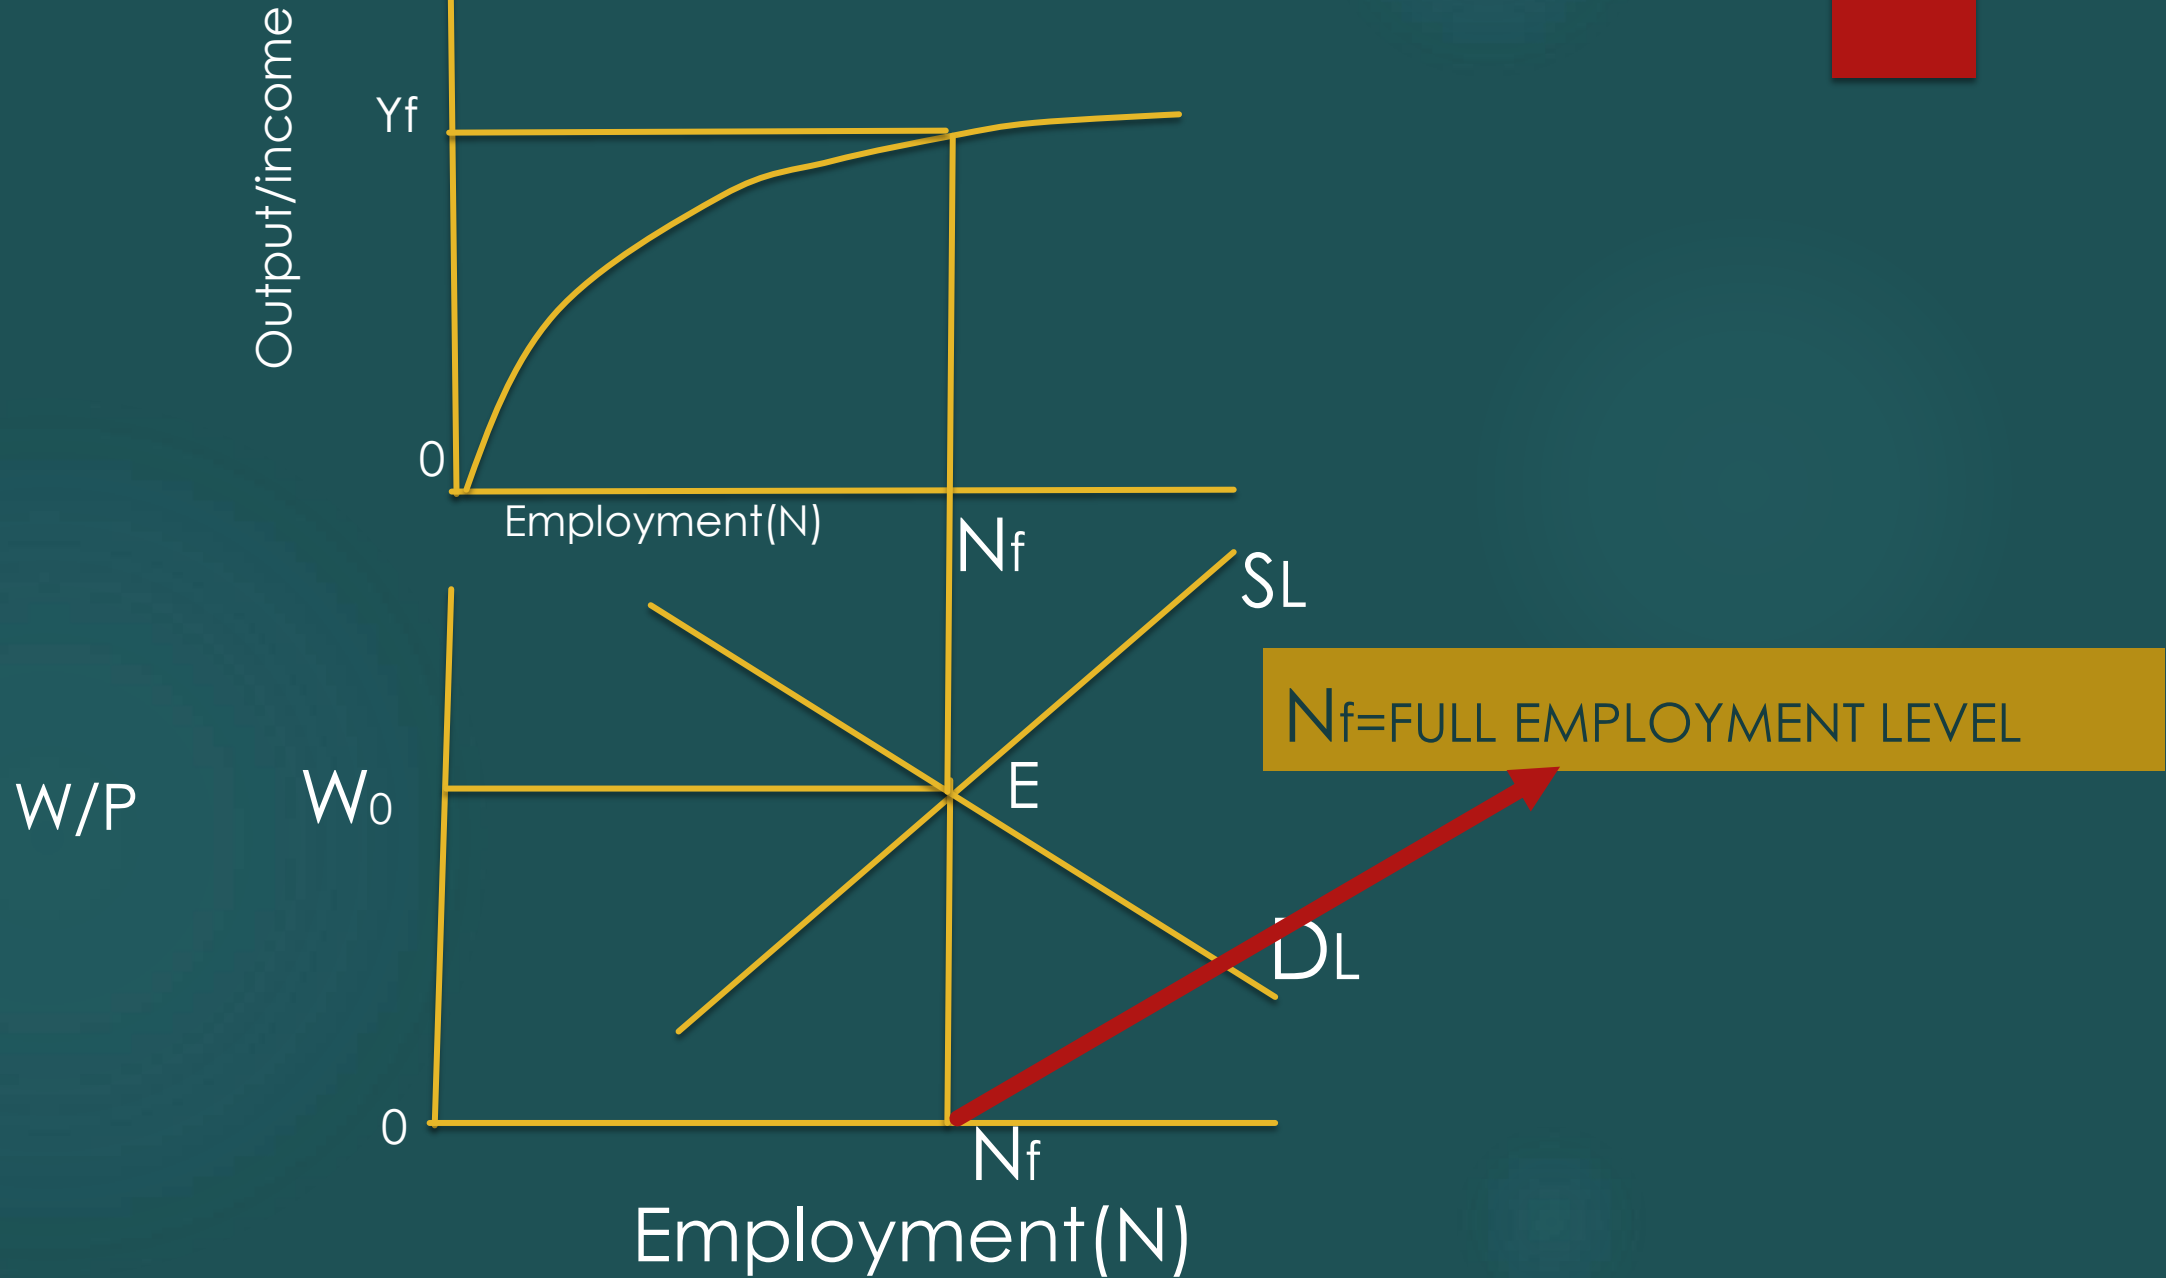 Output/income
Yf
0
Employment(N)
Nf
SL
Nf=FULL EMPLOYMENT LEVEL
W/P
W0
E
DL
0
Nf
Employment(N)